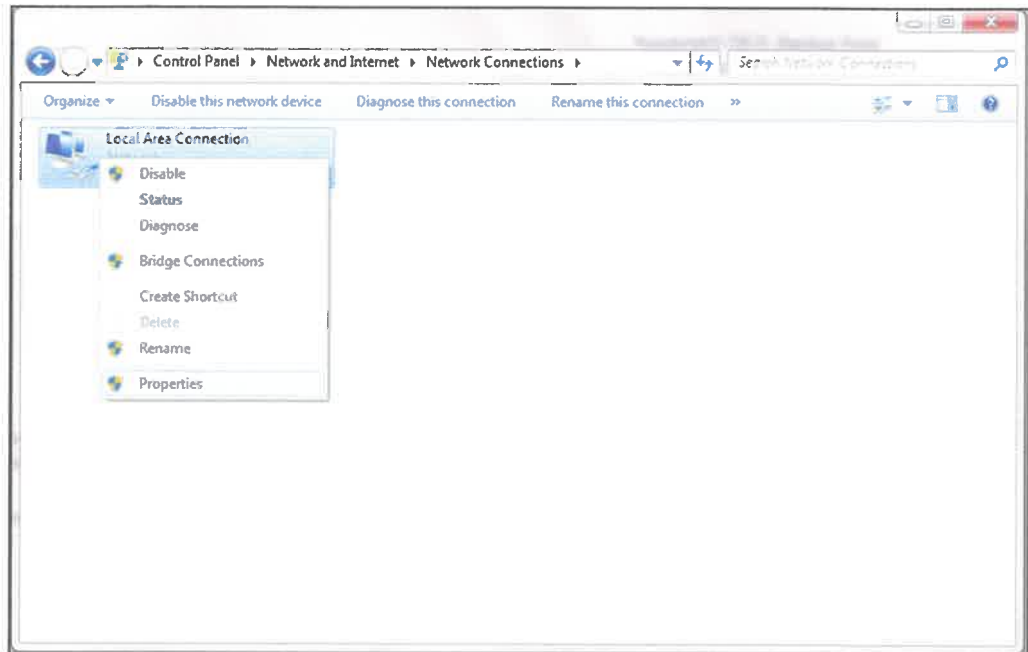 Control Panel Network and Internet Network Connections
Organize Disable this network device Diagnose this connection Rename this connection »
Local Area Connection
Disable
Status
Diagnose
Bridge Connections
Create Shortcut
Delete
Rename
Properties